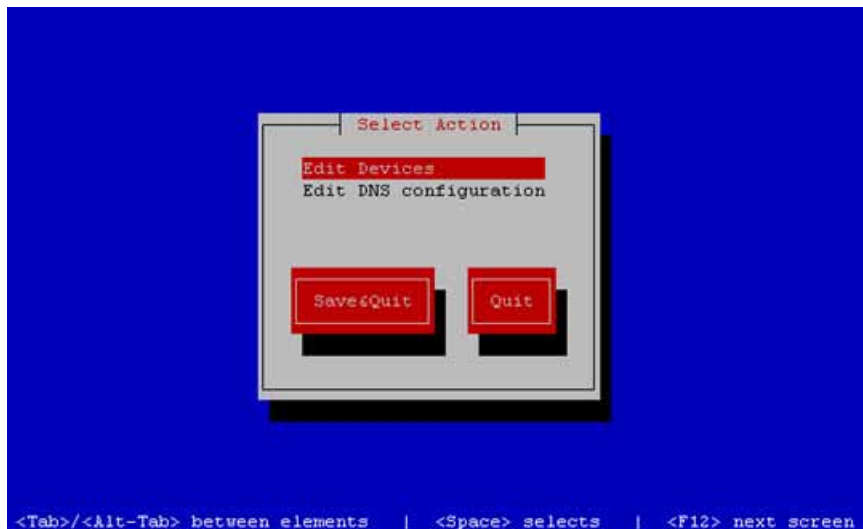 Select Action
Edit Devices
Edit DNS configuration
Save&Quit Quit
<Tab>/<Alt-Tab> between elements | <Space> selects | <F12> next screen